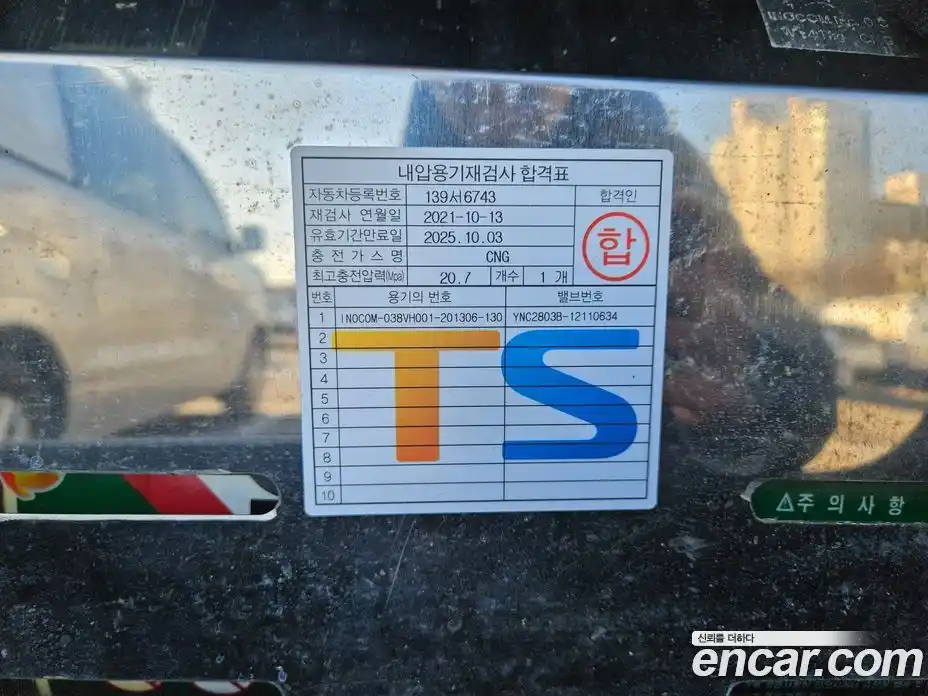 내압용기재검사 합격표
자동차등록번호 139서6743 합격인
재검사 연월일 2021-10-13
유효기간만료일 2025.10.03
합
충 전 가 스 명 CNG
최고충전압력(Mpa) 20.7 개수 1 개
번호 용기의 번호 밸브번호
1 INOCOM-038VH001-201306-130 YNC2803B-12110634
2
3
4
5
6
7
8
9
10
TS
⚠주 의 사 항
신뢰를 더하다
encar.com